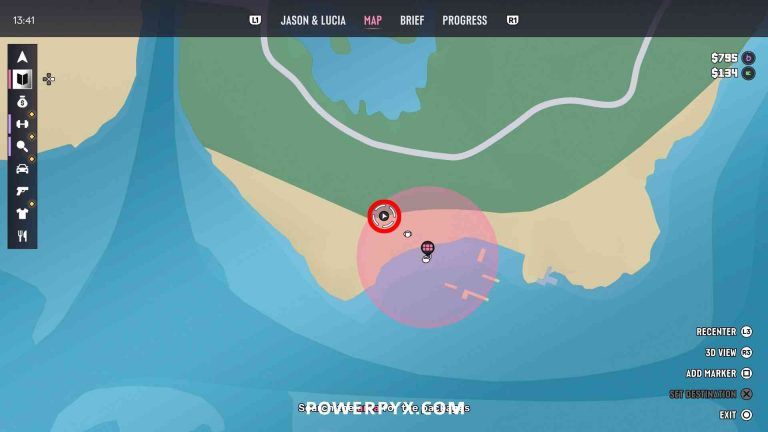 13:41
L1 JASON & LUCIA MAP BRIEF PROGRESS R1
$795
$134
RECENTER L3
3D VIEW R3
ADD MARKER
SET DESTINATION
EXIT
POWERPYX.COM